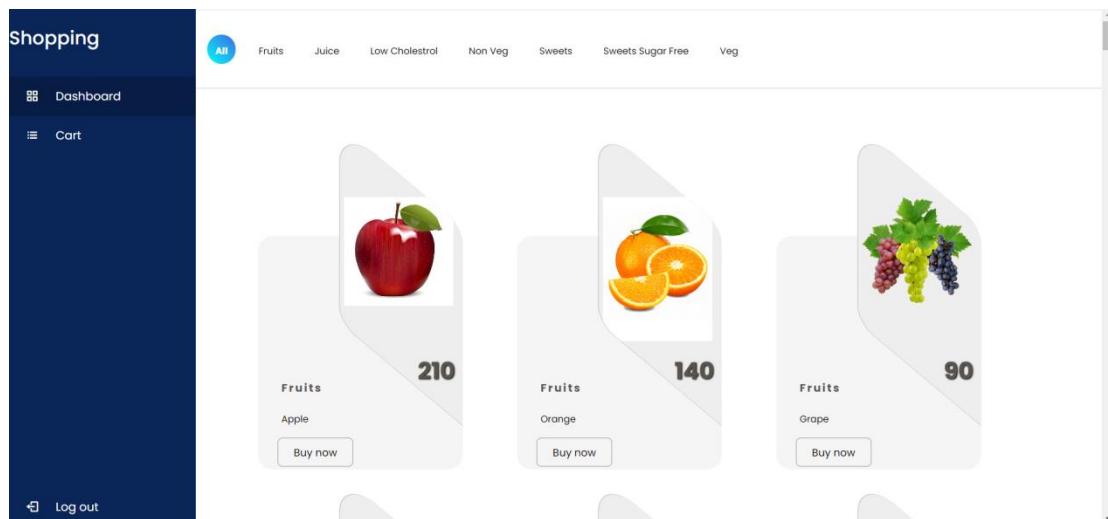 Shopping
All Fruits Juice Low Cholestrol Non Veg Sweets Sweets Sugar Free Veg
Dashboard
Cart
210 140 90
Fruits Fruits Fruits
Apple Orange Grape
Buy now Buy now Buy now
Log out